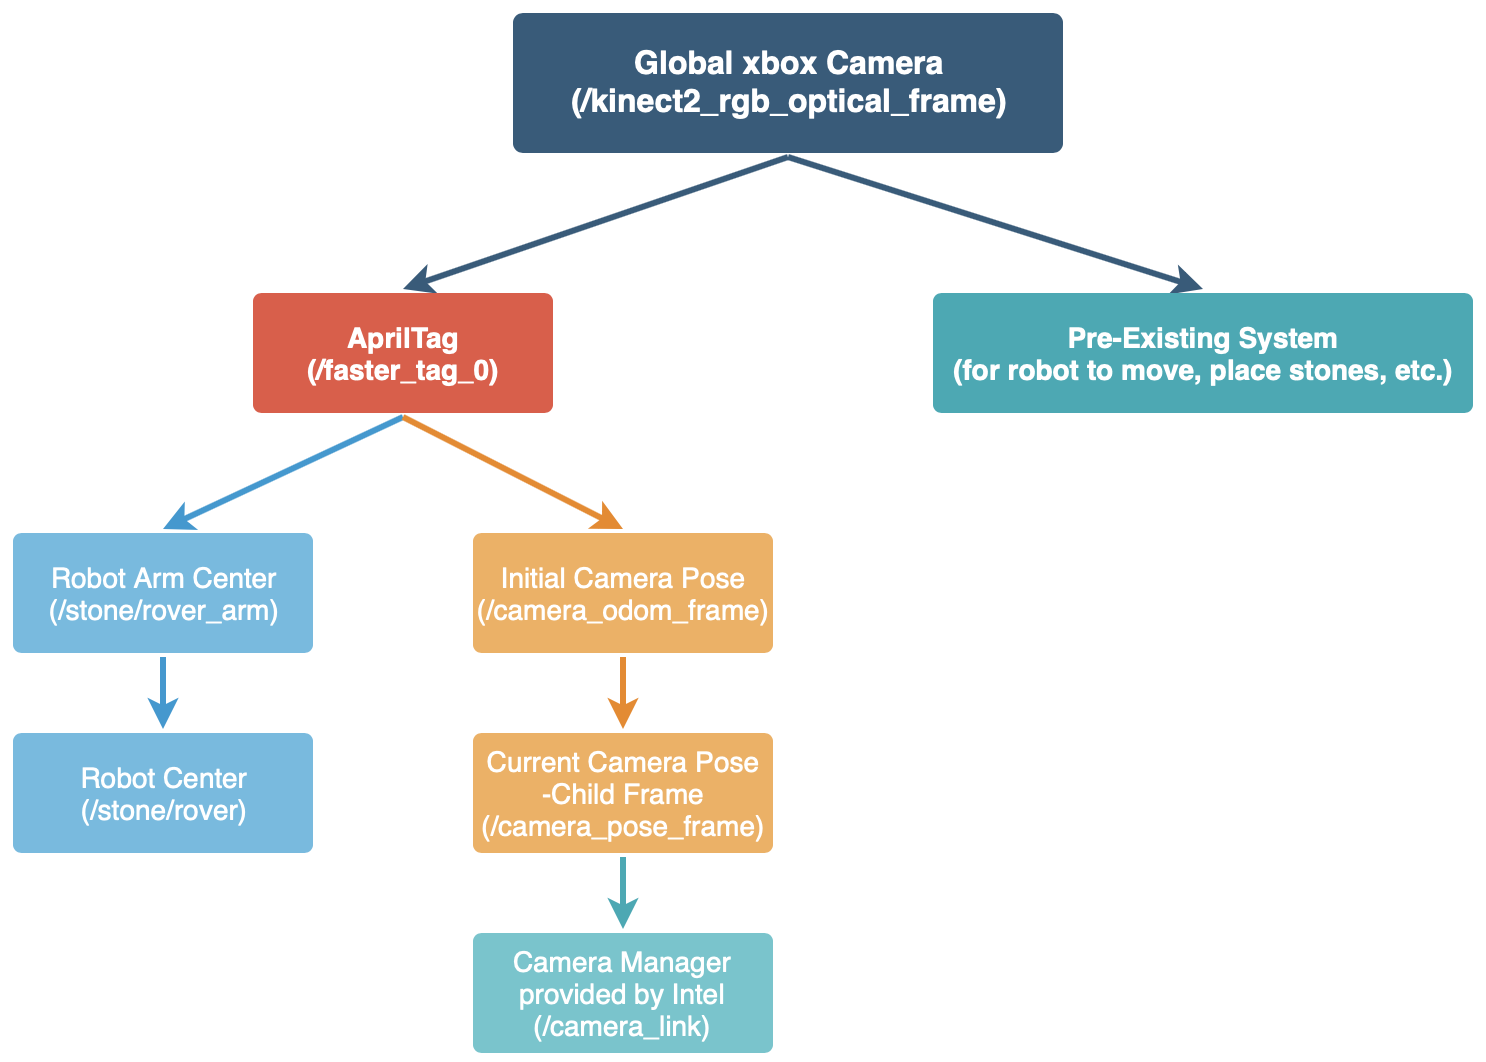 Global xbox Camera
(/kinect2_rgb_optical_frame)
AprilTag
(/faster_tag_0)
Pre-Existing System
(for robot to move, place stones, etc.)
Robot Arm Center
(/stone/rover_arm)
Initial Camera Pose
(/camera_odom_frame)
Robot Center
(/stone/rover)
Current Camera Pose
-Child Frame
(/camera_pose_frame)
Camera Manager
provided by Intel
(/camera_link)